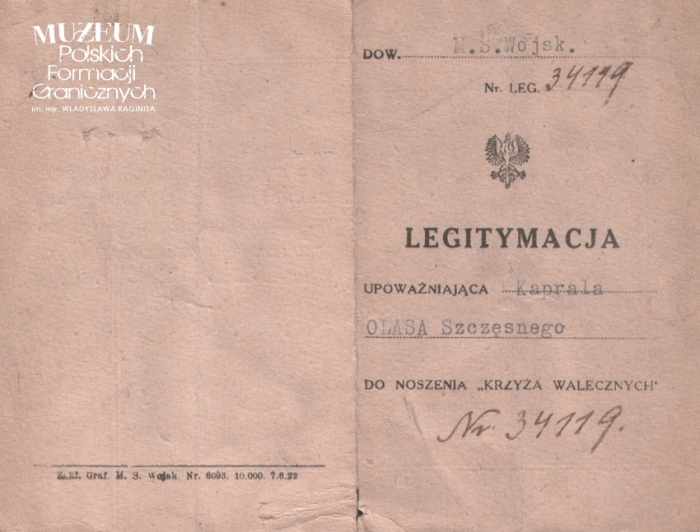 MUZEUM
Polskich
Formacji
Granicznych
im. mjr. WŁADYSŁAWA RAGINISA
Zakł. Graf. M. S. Wojsk. Nr. 6093. 10.000. 7.6.22
DOW. M.S.Wojsk.
Nr. LEG. 34119
LEGITYMACJA
UPOWAŻNIAJĄCA Kaprala
OLASA Szczęsnego
DO NOSZENIA „KRZYŻA WALECZNYCH"
Nr 34119.